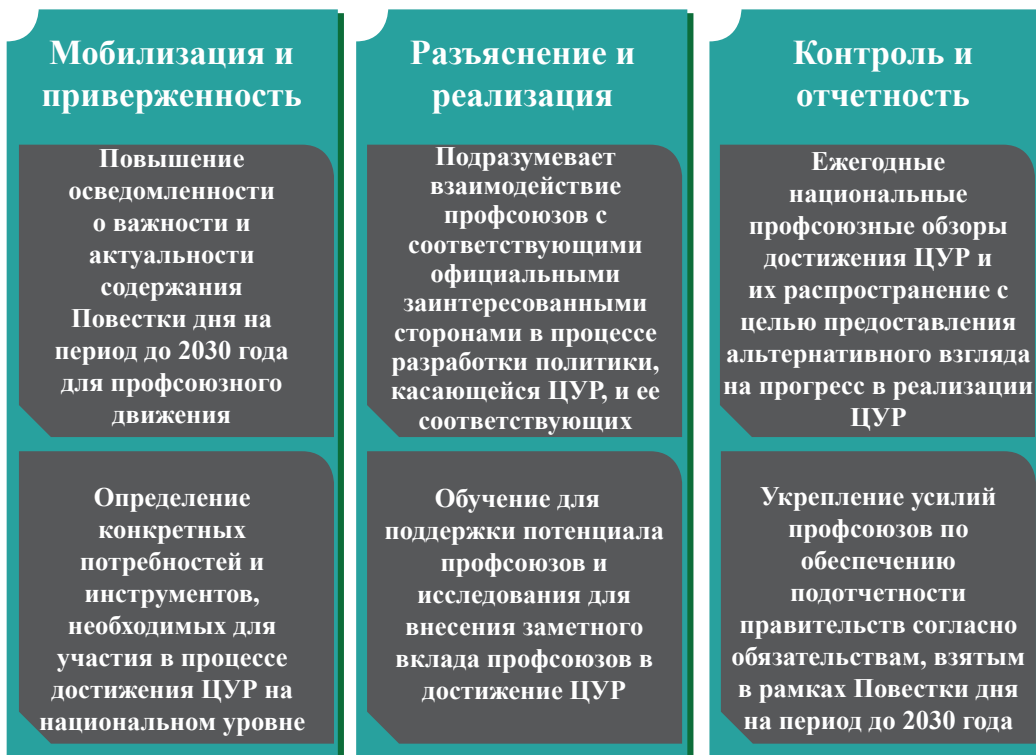 Мобилизация и
приверженность
Повышение
осведомленности
о важности и
актуальности
содержания
Повестки дня на
период до 2030 года
для профсоюзного
движения
Определение
конкретных
потребностей и
инструментов,
необходимых для
участия в процессе
достижения ЦУР на
национальном уровне
Разъяснение и
реализация
Подразумевает
взаимодействие
профсоюзов с
соответствующими
официальными
заинтересованными
сторонами в процессе
разработки политики,
касающейся ЦУР, и ее
соответствующих
Обучение для
поддержки потенциала
профсоюзов и
исследования для
внесения заметного
вклада профсоюзов в
достижение ЦУР
Контроль и
отчетность
Ежегодные
национальные
профсоюзные обзоры
достижения ЦУР и
их распространение с
целью предоставления
альтернативного взгляда
на прогресс в реализации
ЦУР
Укрепление усилий
профсоюзов по
обеспечению
подотчетности
правительств согласно
обязательствам, взятым
в рамках Повестки дня
на период до 2030 года